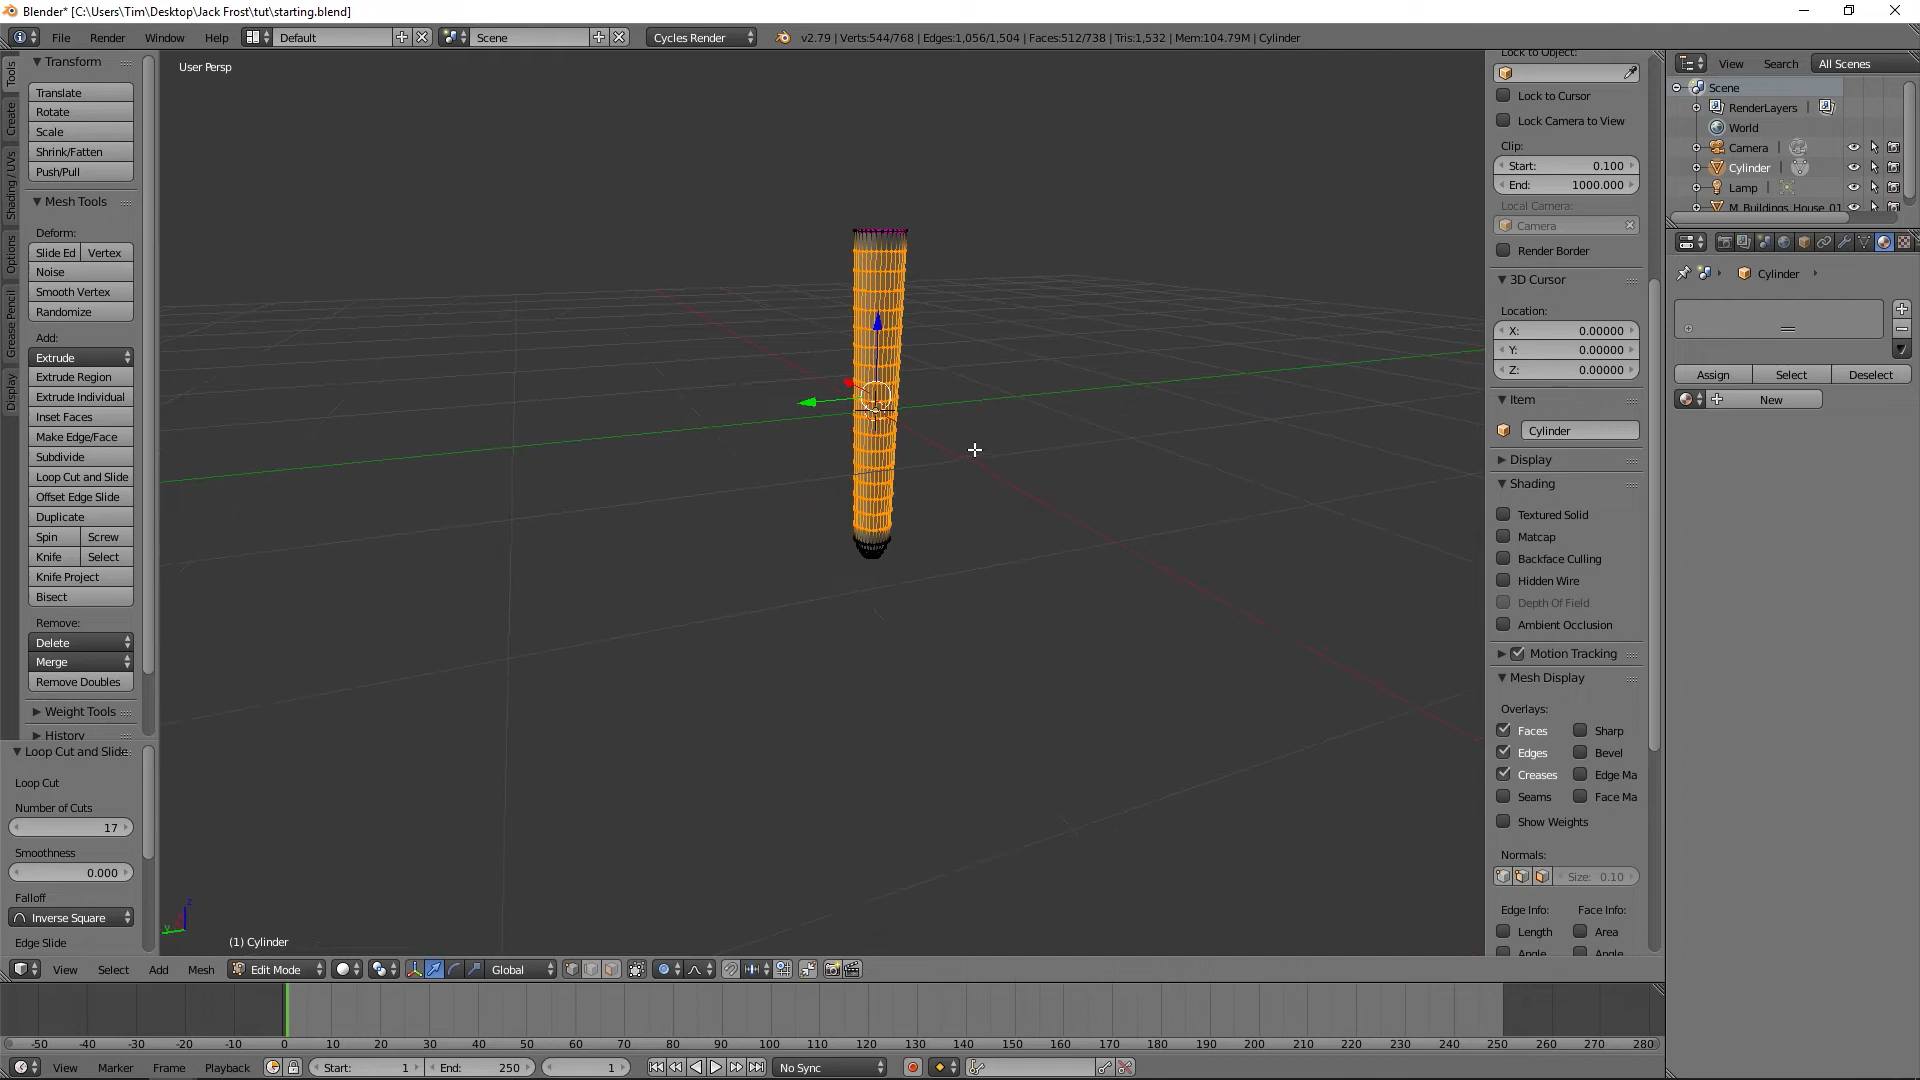 Blender* [C:\Users\Tim\Desktop\Jack Frost\tut\starting.blend]
File Render Window Help Default Scene Cycles Render v2.79 | Verts:544/768 | Edges:1,056/1,504 | Faces:512/738 | Tris:1,532 | Mem:104.79M | Cylinder
Tools
Create
Shading / UVs
Options
Grease Pencil
Display
Transform
Translate
Rotate
Scale
Shrink/Fatten
Push/Pull
Mesh Tools
Deform:
Slide Ed Vertex
Noise
Smooth Vertex
Randomize
Add:
Extrude
Extrude Region
Extrude Individual
Inset Faces
Make Edge/Face
Subdivide
Loop Cut and Slide
Offset Edge Slide
Duplicate
Spin Screw
Knife Select
Knife Project
Bisect
Remove:
Delete
Merge
Remove Doubles
Weight Tools
History
Loop Cut and Slide
Loop Cut
Number of Cuts
17
Smoothness
0.000
Falloff
Inverse Square
Edge Slide
User Persp
(1) Cylinder
z
y
Lock to Object:
Lock to Cursor
Lock Camera to View
Clip:
Start: 0.100
End: 1000.000
Local Camera:
Camera
Render Border
3D Cursor
Location:
X: 0.00000
Y: 0.00000
Z: 0.00000
Item
Cylinder
Display
Shading
Textured Solid
Matcap
Backface Culling
Hidden Wire
Depth Of Field
Ambient Occlusion
Motion Tracking
Mesh Display
Overlays:
Faces Sharp
Edges Bevel
Creases Edge Ma
Seams Face Ma
Show Weights
Normals:
Size: 0.10
Edge Info: Face Info:
Length Area
Angle Angle
View Search All Scenes
Scene
RenderLayers |
World
Camera |
Cylinder |
Lamp |
M_Buildings_House_01
Cylinder
Assign Select Deselect
New
View Select Add Mesh Edit Mode Global
-50 -40 -30 -20 -10 0 10 20 30 40 50 60 70 80 90 100 110 120 130 140 150 160 170 180 190 200 210 220 230 240 250 260 270 280
View Marker Frame Playback Start: 1 End: 250 1 No Sync